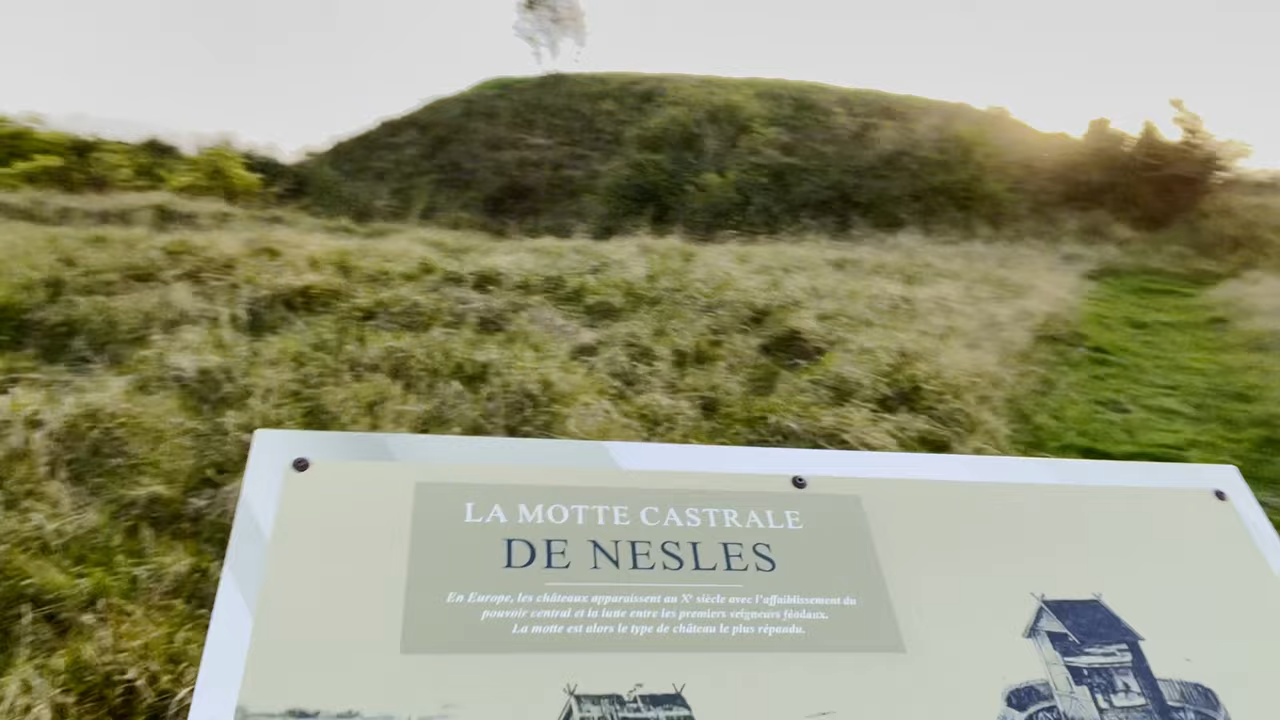 LA MOTTE CASTRALE
DE NESLES
En Europe, les châteaux apparaissent au Xᵉ siècle avec l'affaiblissement du
pouvoir central et la lutte entre les premiers seigneurs féodaux.
La motte est alors le type de château le plus répandu.